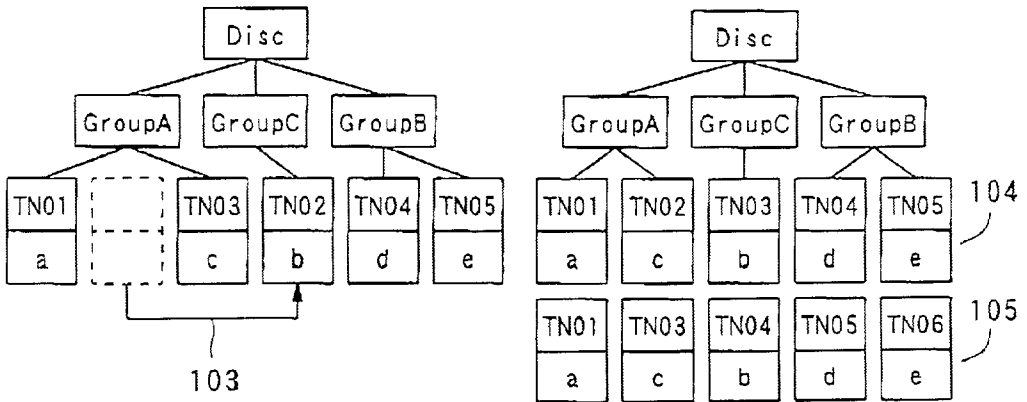 Disc Disc
GroupA GroupC GroupB GroupA GroupC GroupB
TN01 TN03 TN02 TN04 TN05 TN01 TN02 TN03 TN04 TN05 104
a c b d e a c b d e
TN01 TN03 TN04 TN05 TN06 105
103 a c b d e